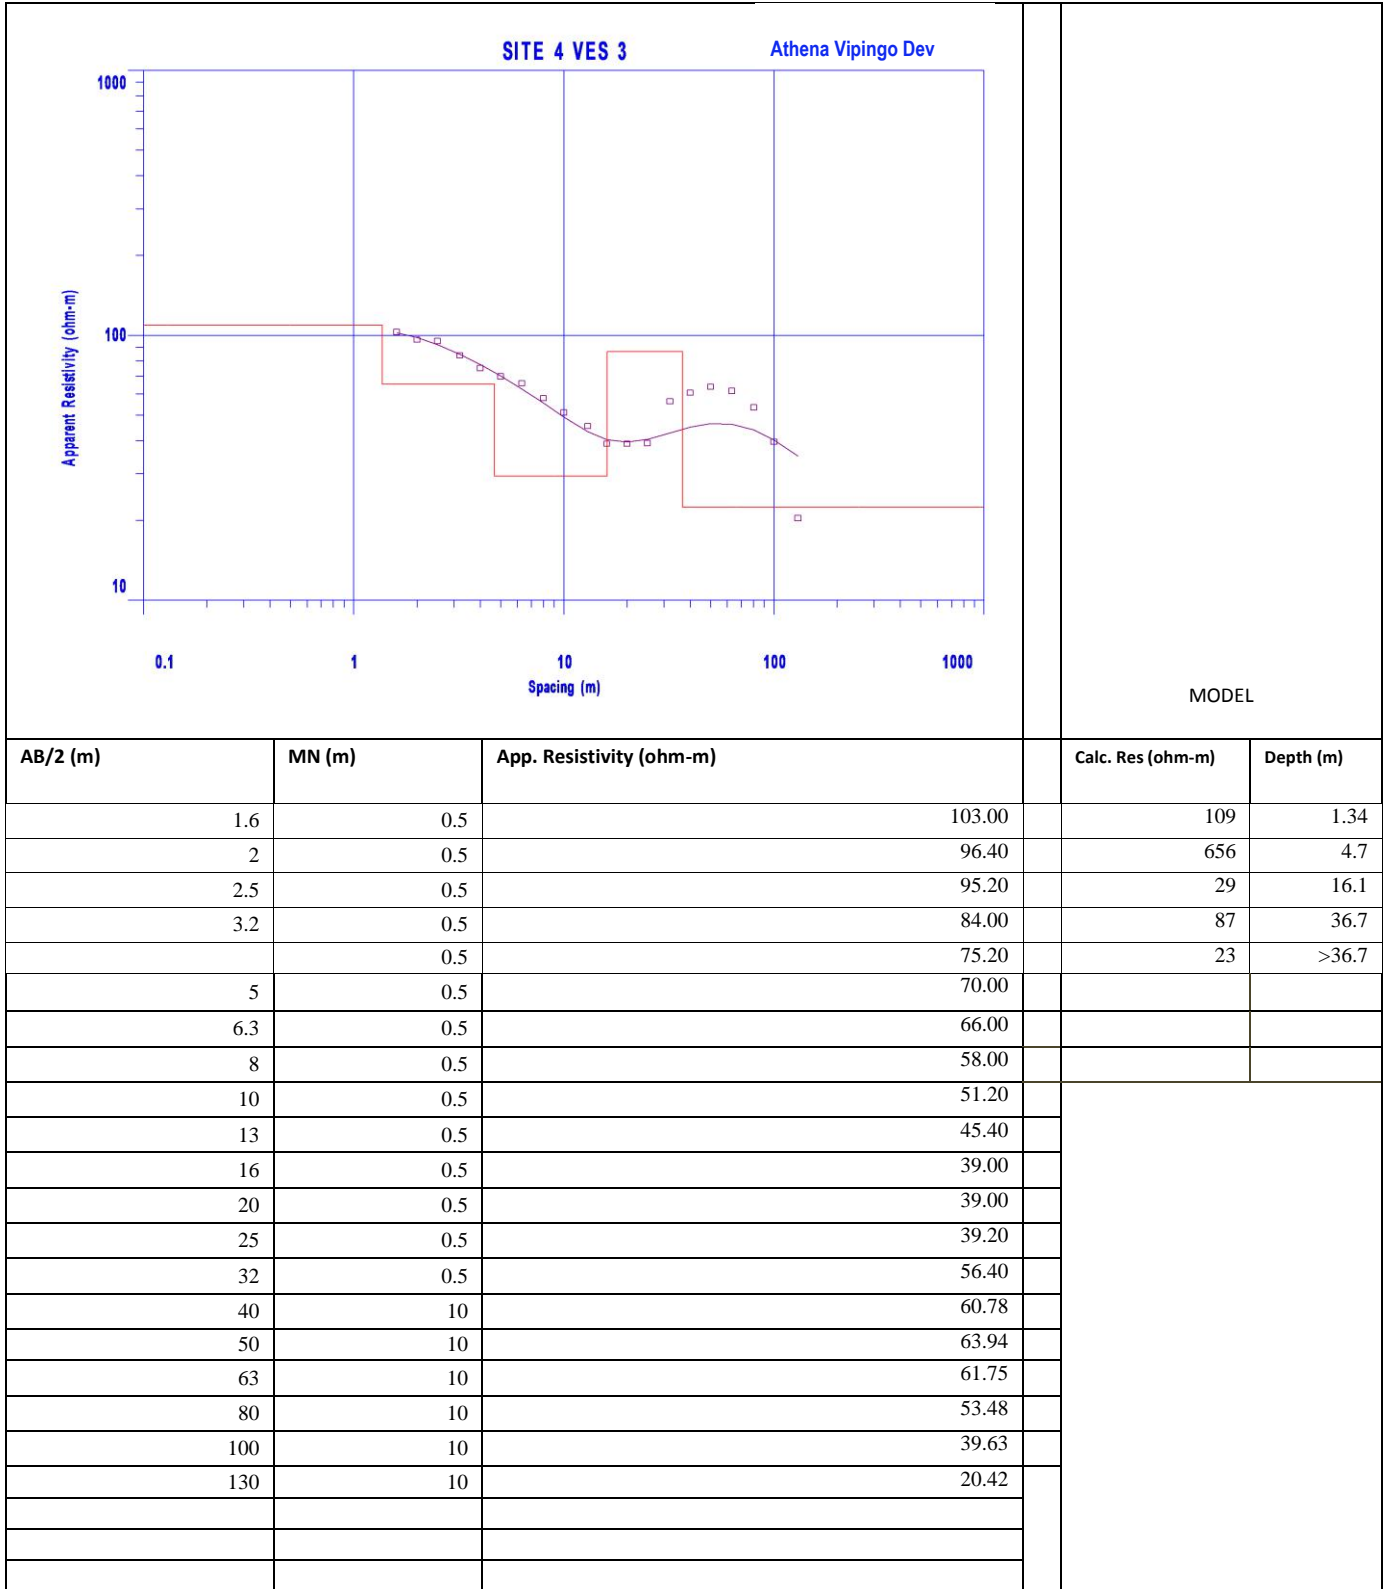 SITE 4 VES 3 Athena Vipingo Dev
1000
100
10
Apparent Resistivity (ohm-m)
0.1 1 10 100 1000
Spacing (m)
MODEL
AB/2 (m) MN (m) App. Resistivity (ohm-m) Calc. Res (ohm-m) Depth (m)
1.6 0.5 103.00 109 1.34
2 0.5 96.40 656 4.7
2.5 0.5 95.20 29 16.1
3.2 0.5 84.00 87 36.7
0.5 75.20 23 >36.7
5 0.5 70.00
6.3 0.5 66.00
8 0.5 58.00
10 0.5 51.20
13 0.5 45.40
16 0.5 39.00
20 0.5 39.00
25 0.5 39.20
32 0.5 56.40
40 10 60.78
50 10 63.94
63 10 61.75
80 10 53.48
100 10 39.63
130 10 20.42